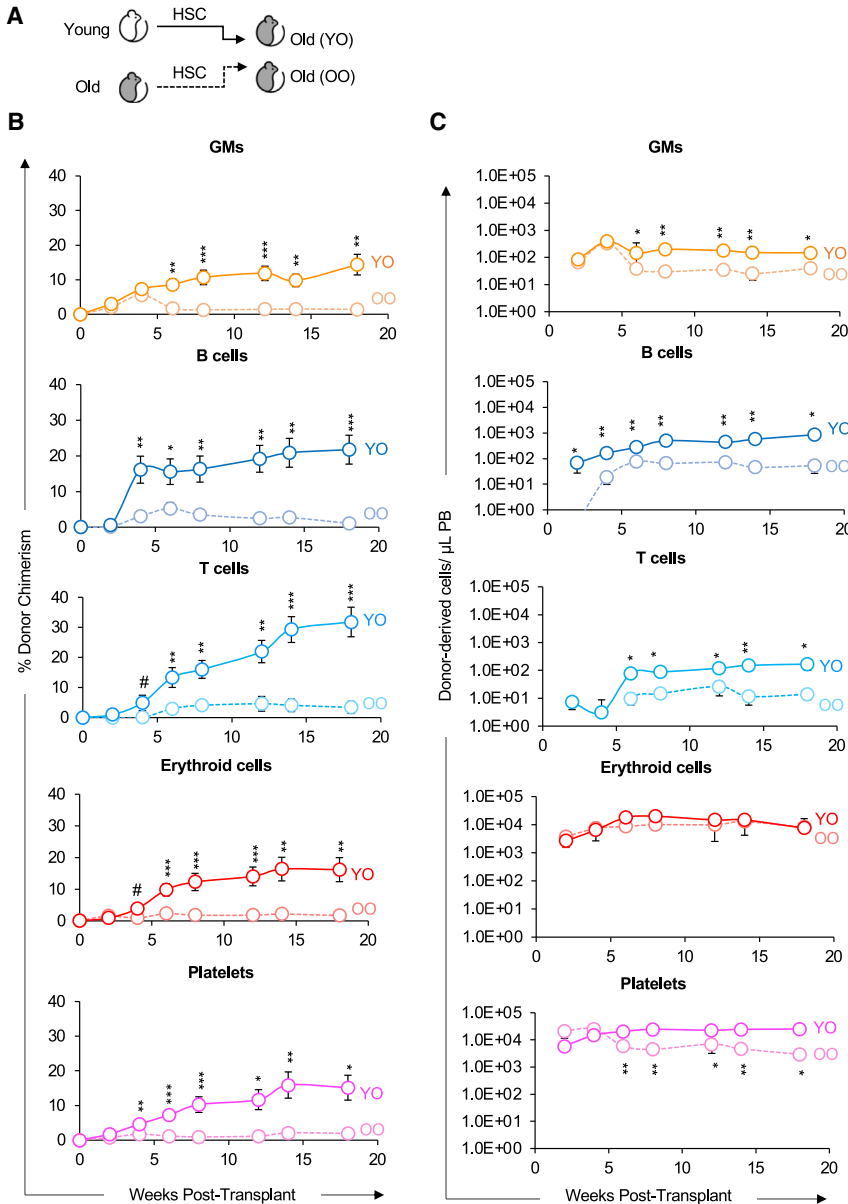 A
Young
HSC
Old (YO)
Old
HSC
Old (OO)
B
GMs
40
30
20
10
0
** *** *** ** **
YO
OO
0 5 10 15 20
B cells
40
30
20
10
0
** * ** ** ** ***
YO
OO
0 5 10 15 20
T cells
40
30
20
10
0
# ** ** ** *** ***
YO
OO
0 5 10 15 20
Erythroid cells
40
30
20
10
0
# *** *** *** ** **
YO
OO
0 5 10 15 20
Platelets
40
30
20
10
0
** *** *** * ** *
YO
OO
0 5 10 15 20
% Donor Chimerism
Weeks Post-Transplant
C
GMs
1.0E+05
1.0E+04
1.0E+03
1.0E+02
1.0E+01
1.0E+00
* ** ** ** *
YO
OO
0 5 10 15 20
B cells
1.0E+05
1.0E+04
1.0E+03
1.0E+02
1.0E+01
1.0E+00
* ** ** ** ** ** *
YO
OO
0 5 10 15 20
T cells
1.0E+05
1.0E+04
1.0E+03
1.0E+02
1.0E+01
1.0E+00
* * * ** *
YO
OO
0 5 10 15 20
Erythroid cells
1.0E+05
1.0E+04
1.0E+03
1.0E+02
1.0E+01
1.0E+00
YO
OO
0 5 10 15 20
Platelets
1.0E+05
1.0E+04
1.0E+03
1.0E+02
1.0E+01
1.0E+00
YO
OO
** ** * ** *
0 5 10 15 20
Donor-derived cells/ µL PB
Weeks Post-Transplant